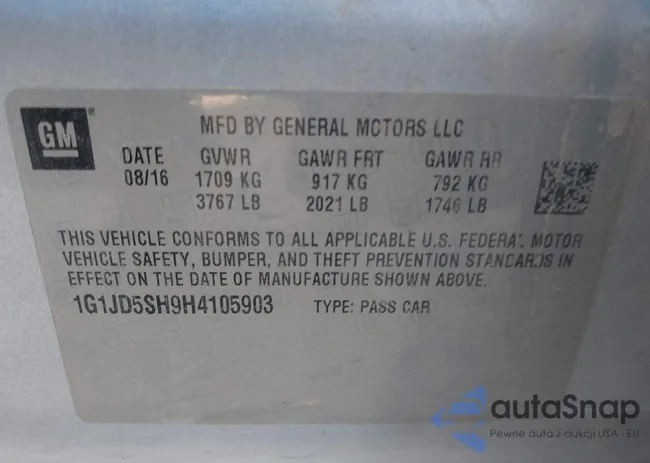 GM
MFD BY GENERAL MOTORS LLC
DATE GVWR GAWR FRT GAWR RR
08/16 1709 KG 917 KG 792 KG
3767 LB 2021 LB 1746 LB
THIS VEHICLE CONFORMS TO ALL APPLICABLE U.S. FEDERAL MOTOR
VEHICLE SAFETY, BUMPER, AND THEFT PREVENTION STANDARDS IN
EFFECT ON THE DATE OF MANUFACTURE SHOWN ABOVE.
1G1JD5SH9H4105903 TYPE: PASS CAR
autaSnap
Pewne auta z aukcji USA - EU